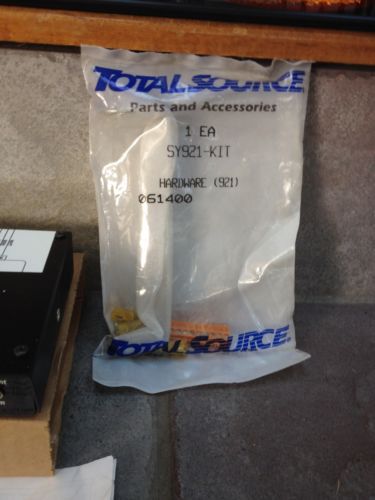 TOTALSOURCE
Parts and Accessories
1 EA
SY921-KIT
HARDWARE (921)
061400
TOTALSOURCE.